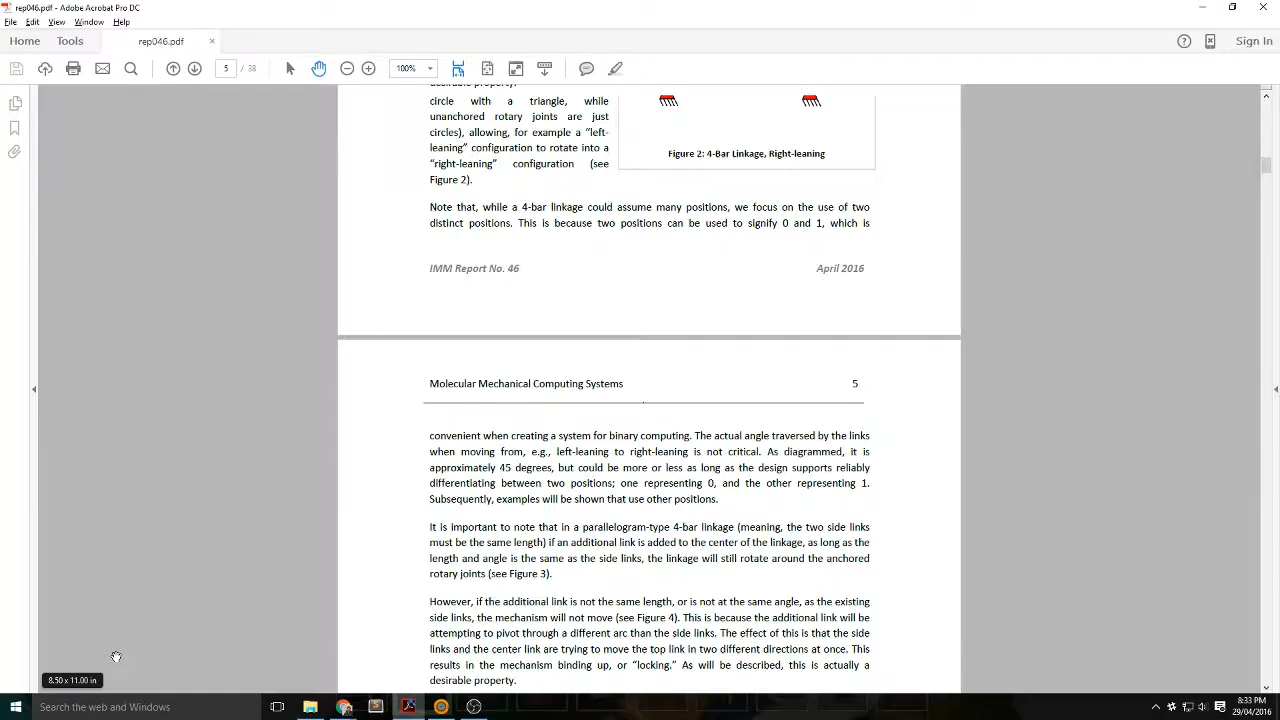 rep046.pdf - Adobe Acrobat Pro DC
File Edit View Window Help
Home Tools rep046.pdf × Sign In
5 / 38 100%
desirable property.
circle with a triangle, while
unanchored rotary joints are just
circles), allowing, for example a “left-
leaning” configuration to rotate into a
“right-leaning” configuration (see
Figure 2).
Figure 2: 4-Bar Linkage, Right-leaning
Note that, while a 4-bar linkage could assume many positions, we focus on the use of two
distinct positions. This is because two positions can be used to signify 0 and 1, which is
IMM Report No. 46 April 2016
Molecular Mechanical Computing Systems 5
convenient when creating a system for binary computing. The actual angle traversed by the links
when moving from, e.g., left-leaning to right-leaning is not critical. As diagrammed, it is
approximately 45 degrees, but could be more or less as long as the design supports reliably
differentiating between two positions; one representing 0, and the other representing 1.
Subsequently, examples will be shown that use other positions.
It is important to note that in a parallelogram-type 4-bar linkage (meaning, the two side links
must be the same length) if an additional link is added to the center of the linkage, as long as the
length and angle is the same as the side links, the linkage will still rotate around the anchored
rotary joints (see Figure 3).
However, if the additional link is not the same length, or is not at the same angle, as the existing
side links, the mechanism will not move (see Figure 4). This is because the additional link will be
attempting to pivot through a different arc than the side links. The effect of this is that the side
links and the center link are trying to move the top link in two different directions at once. This
results in the mechanism binding up, or “locking.” As will be described, this is actually a
desirable property.
8.50 x 11.00 in
Search the web and Windows
8:33 PM
29/04/2016